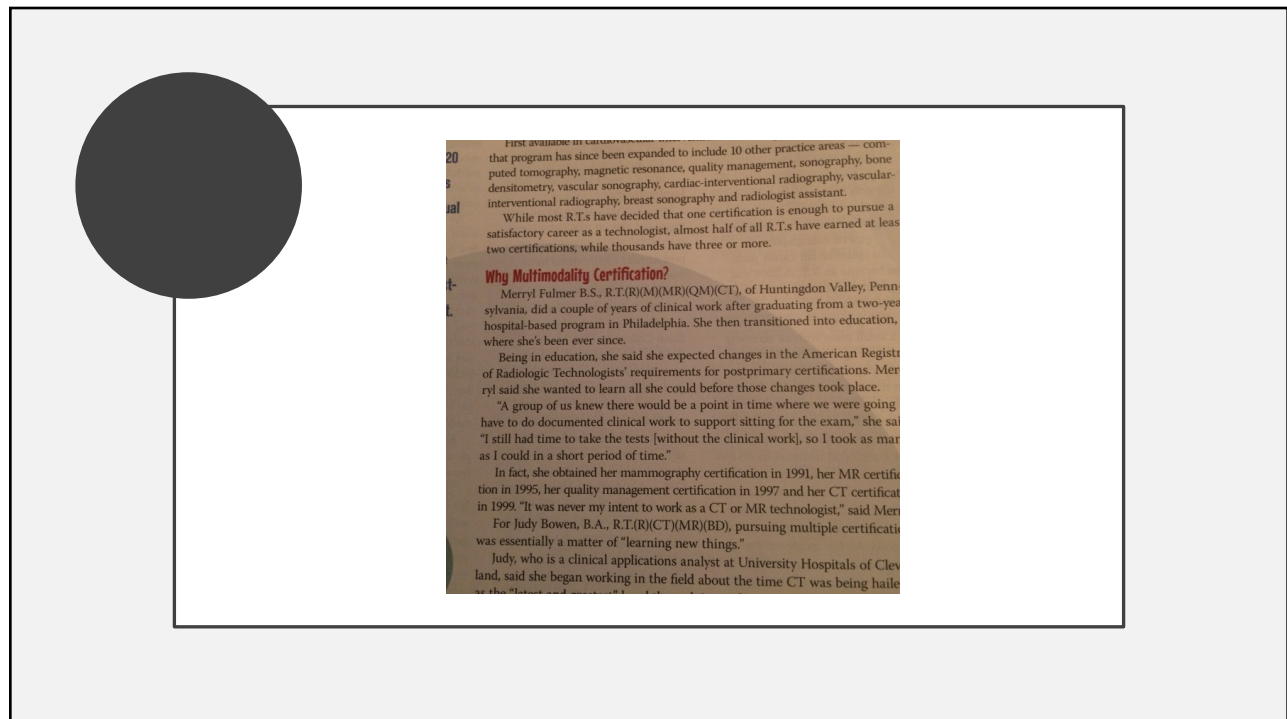 20
s
ual
t-
t.
First available in
that program has since been expanded to include 10 other practice areas — com-
puted tomography, magnetic resonance, quality management, sonography, bone
densitometry, vascular sonography, cardiac-interventional radiography, vascular-
interventional radiography, breast sonography and radiologist assistant.
While most R.T.s have decided that one certification is enough to pursue a
satisfactory career as a technologist, almost half of all R.T.s have earned at leas
two certifications, while thousands have three or more.
Why Multimodality Certification?
Merryl Fulmer B.S., R.T.(R)(M)(MR)(QM)(CT), of Huntingdon Valley, Penn-
sylvania, did a couple of years of clinical work after graduating from a two-yea
hospital-based program in Philadelphia. She then transitioned into education,
where she's been ever since.
Being in education, she said she expected changes in the American Registr
of Radiologic Technologists' requirements for postprimary certifications. Mer
ryl said she wanted to learn all she could before those changes took place.
"A group of us knew there would be a point in time where we were going
have to do documented clinical work to support sitting for the exam," she sai
"I still had time to take the tests [without the clinical work], so I took as man
as I could in a short period of time."
In fact, she obtained her mammography certification in 1991, her MR certific
tion in 1995, her quality management certification in 1997 and her CT certificat
in 1999. "It was never my intent to work as a CT or MR technologist," said Merr
For Judy Bowen, B.A., R.T.(R)(CT)(MR)(BD), pursuing multiple certificatio
was essentially a matter of "learning new things."
Judy, who is a clinical applications analyst at University Hospitals of Clev
land, said she began working in the field about the time CT was being haile
as the "latest and greatest"